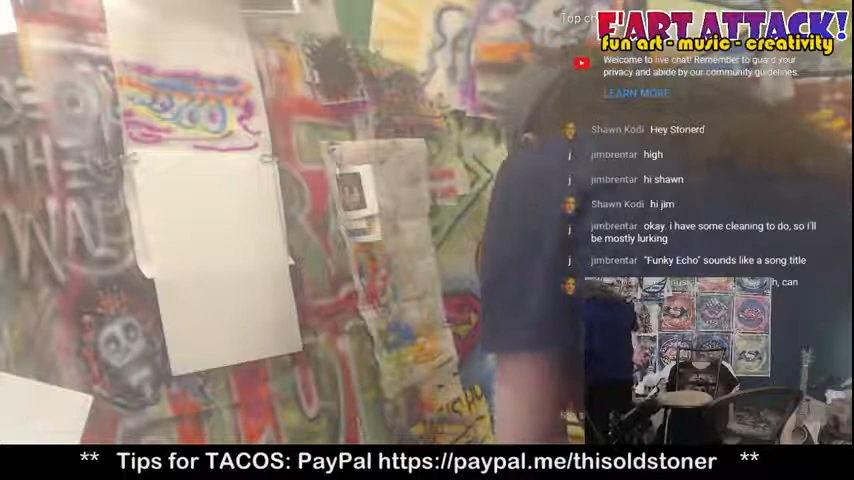 Top ch
F'ART ATTACK!
fun art - music - creativity
Welcome to live chat! Remember to guard your
privacy and abide by our community guidelines.
LEARN MORE
Shawn Kodi Hey Stonerd
jimbrentar high
jimbrentar hi shawn
Shawn Kodi hi jim
jimbrentar okay. i have some cleaning to do, so I'll
be mostly lurking
jimbrentar "Funky Echo" sounds like a song title
h, can
** Tips for TACOS: PayPal https://paypal.me/thisoldstoner **